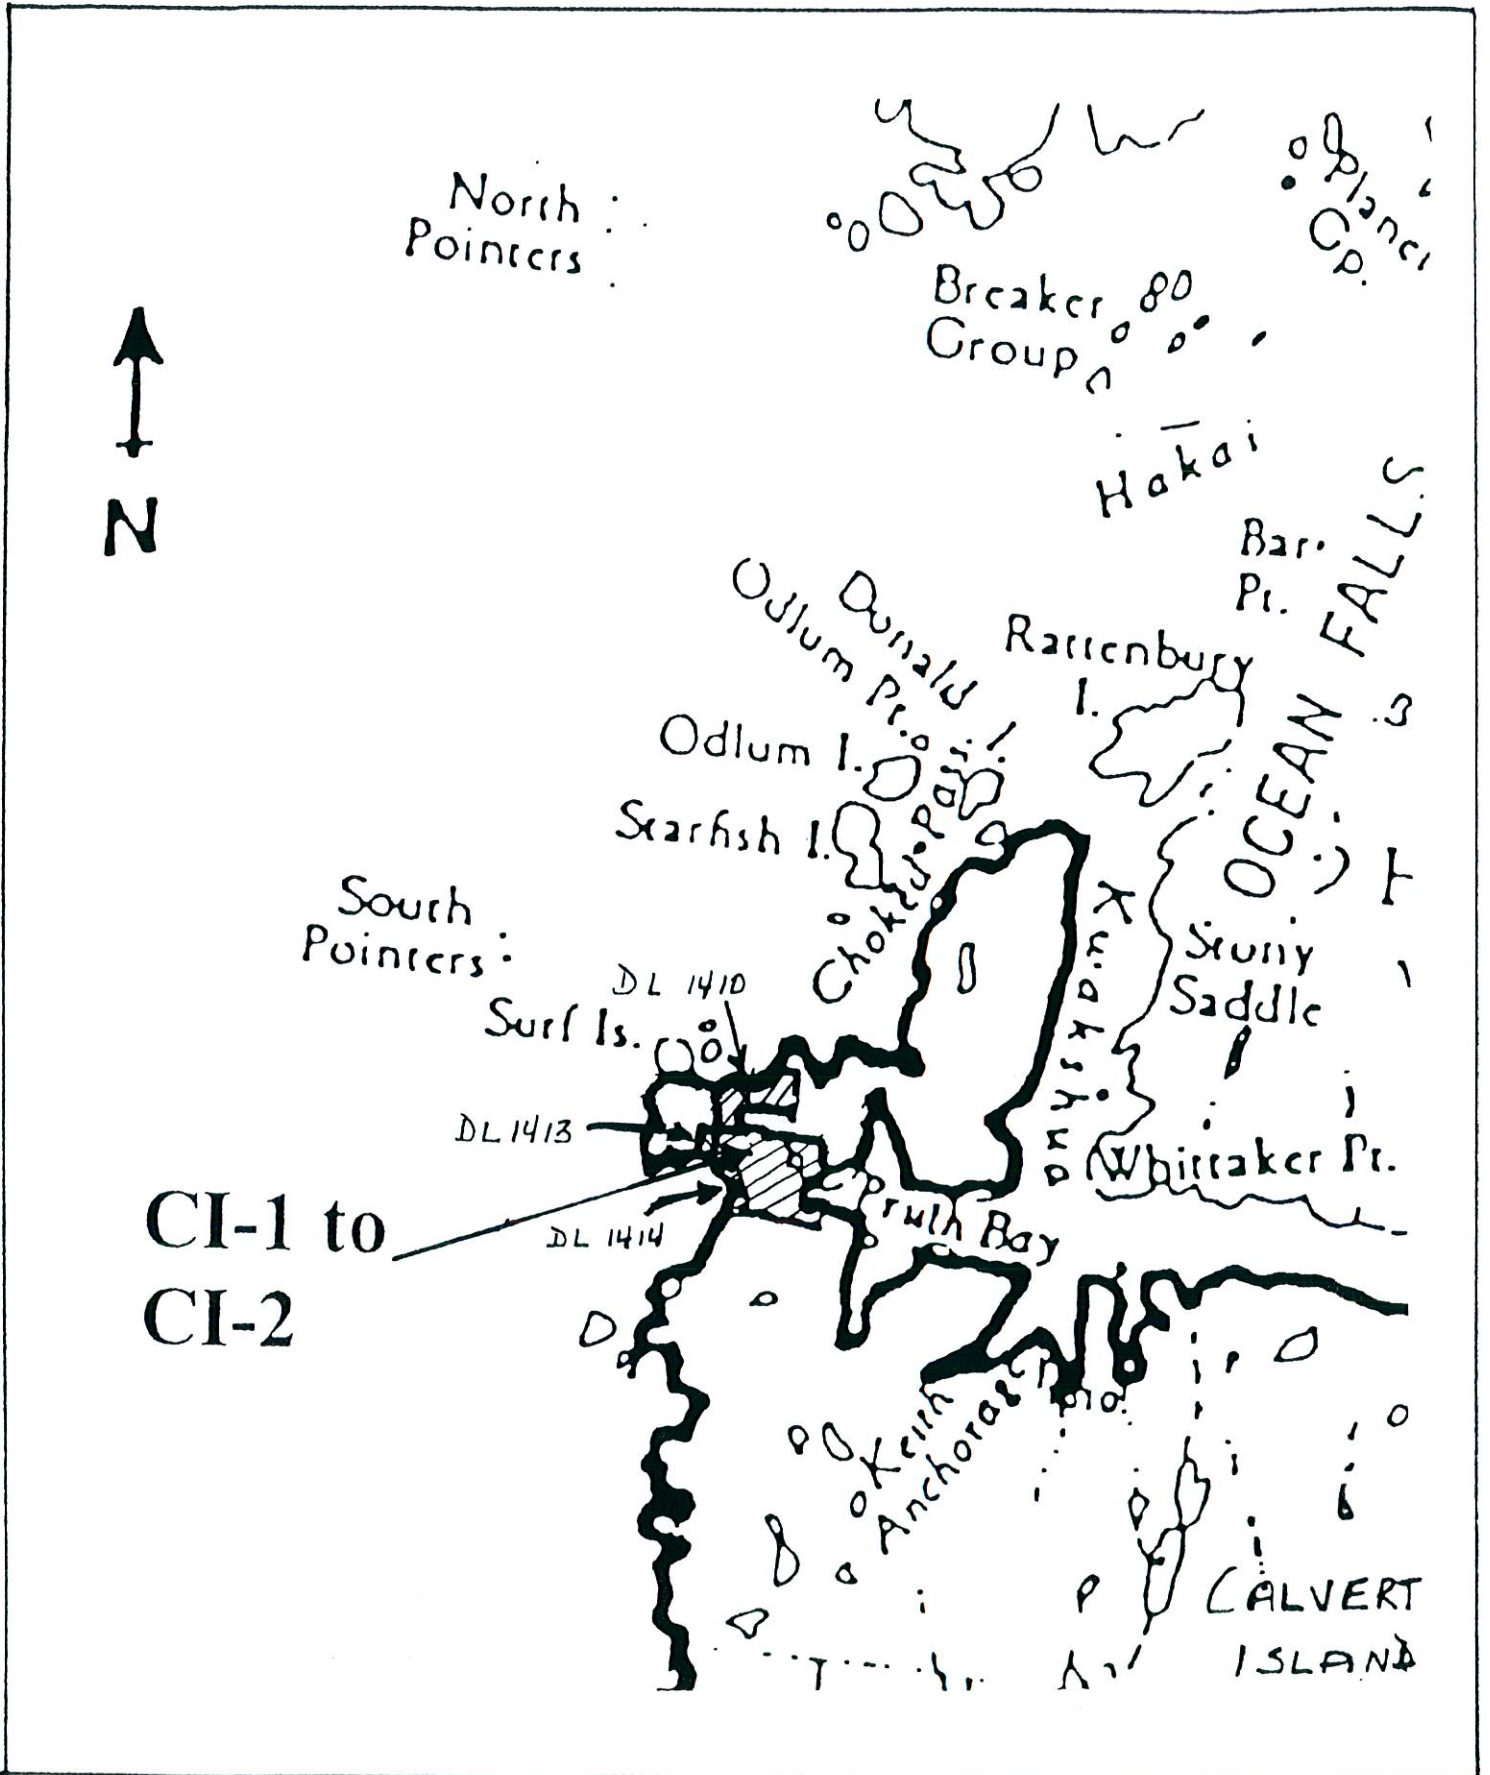 North
Pointers
Breaker
Group
Cp.
Hakai
N
Bar
Pt.
OCEAN FALLS
Donald
Odlum Pt.
Rattenbury
I.
Odlum I.
Starfish I.
Choked Pass
South
Pointers
DL 1410
Surf Is.
Kwakshua
Stony
Saddle
DL 1413
Whittaker Pt.
CI-1 to
CI-2
DL 1414
Pruth Bay
Keith
Anchorage
CALVERT
ISLAND